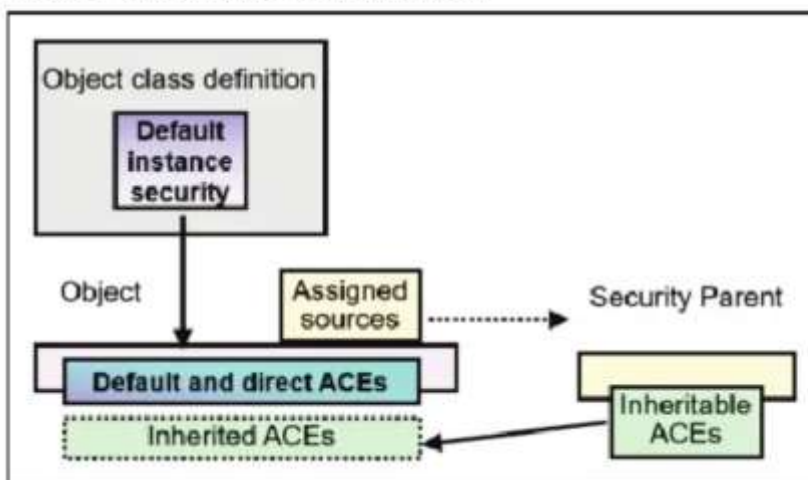 Object class definition
Default
instance
security
Object
Assigned
sources
Security Parent
Default and direct ACEs
Inheritable
ACEs
Inherited ACEs